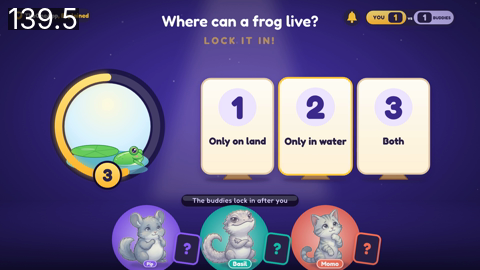 139.5
Where can a frog live?
YOU 1 vs 1 BUDDIES
LOCK IT IN!
1
Only on land
2
Only in water
3
Both
3
The buddies lock in after you
Pip
?
Basil
?
Momo
?